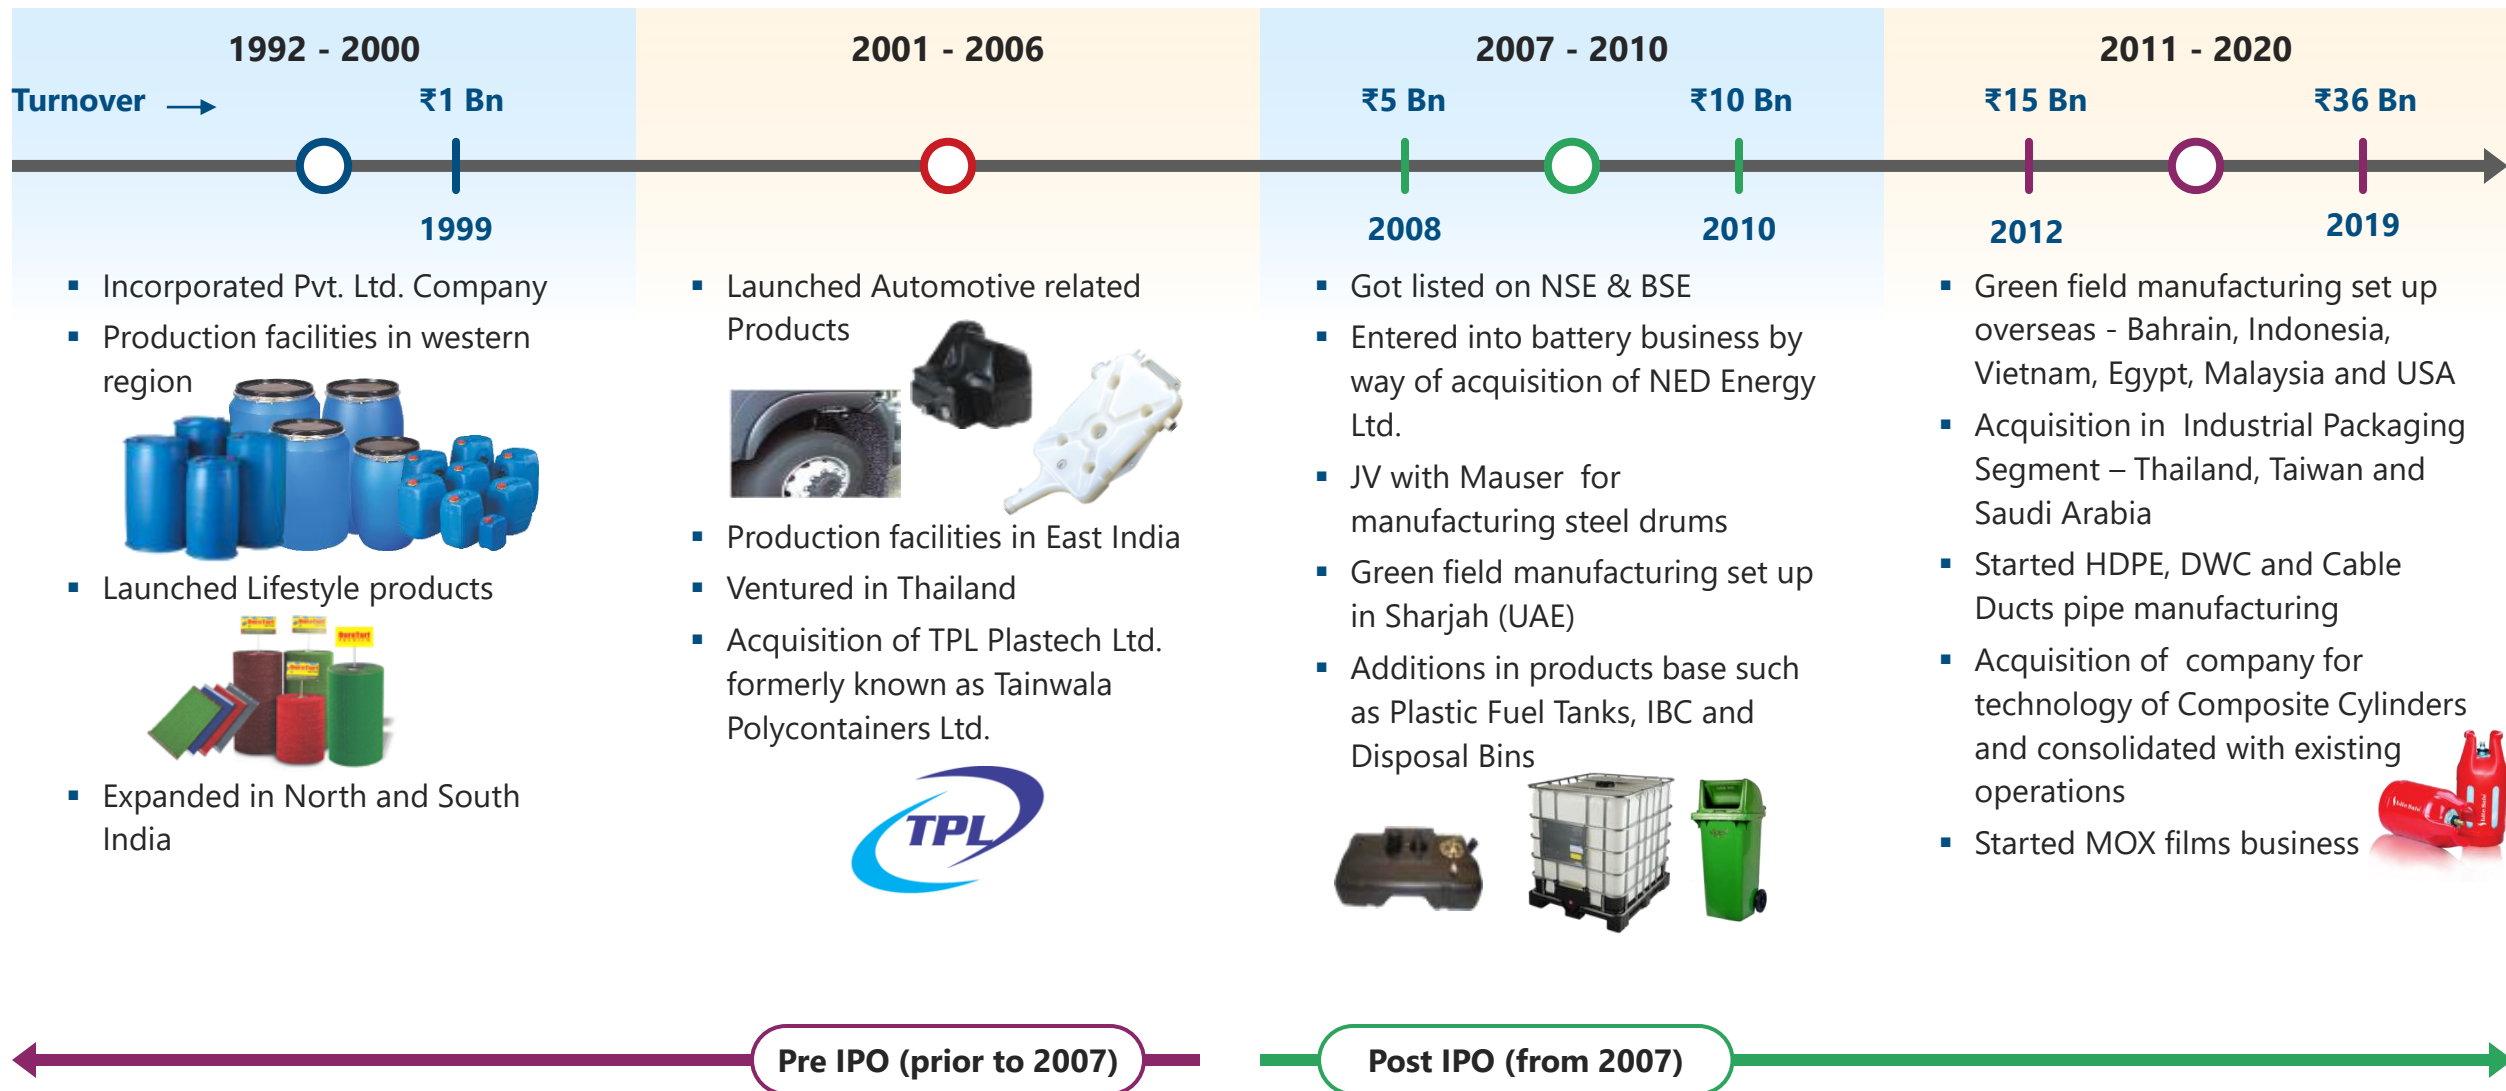 1992 - 2000
Turnover
₹1 Bn
1999
▪ Incorporated Pvt. Ltd. Company
▪ Production facilities in western
region
▪ Launched Lifestyle products
DuroTurf
DuroTurf
DuroTurf
DuroTurf
▪ Expanded in North and South
India
2001 - 2006
▪ Launched Automotive related
Products
▪ Production facilities in East India
▪ Ventured in Thailand
▪ Acquisition of TPL Plastech Ltd.
formerly known as Tainwala
Polycontainers Ltd.
TPL
2007 - 2010
₹5 Bn
₹10 Bn
2008
2010
▪ Got listed on NSE & BSE
▪ Entered into battery business by
way of acquisition of NED Energy
Ltd.
▪ JV with Mauser for
manufacturing steel drums
▪ Green field manufacturing set up
in Sharjah (UAE)
▪ Additions in products base such
as Plastic Fuel Tanks, IBC and
Disposal Bins
2011 - 2020
₹15 Bn
₹36 Bn
2012
2019
▪ Green field manufacturing set up
overseas - Bahrain, Indonesia,
Vietnam, Egypt, Malaysia and USA
▪ Acquisition in Industrial Packaging
Segment – Thailand, Taiwan and
Saudi Arabia
▪ Started HDPE, DWC and Cable
Ducts pipe manufacturing
▪ Acquisition of company for
technology of Composite Cylinders
and consolidated with existing
operations
▪ Started MOX films business
Pre IPO (prior to 2007)
Post IPO (from 2007)